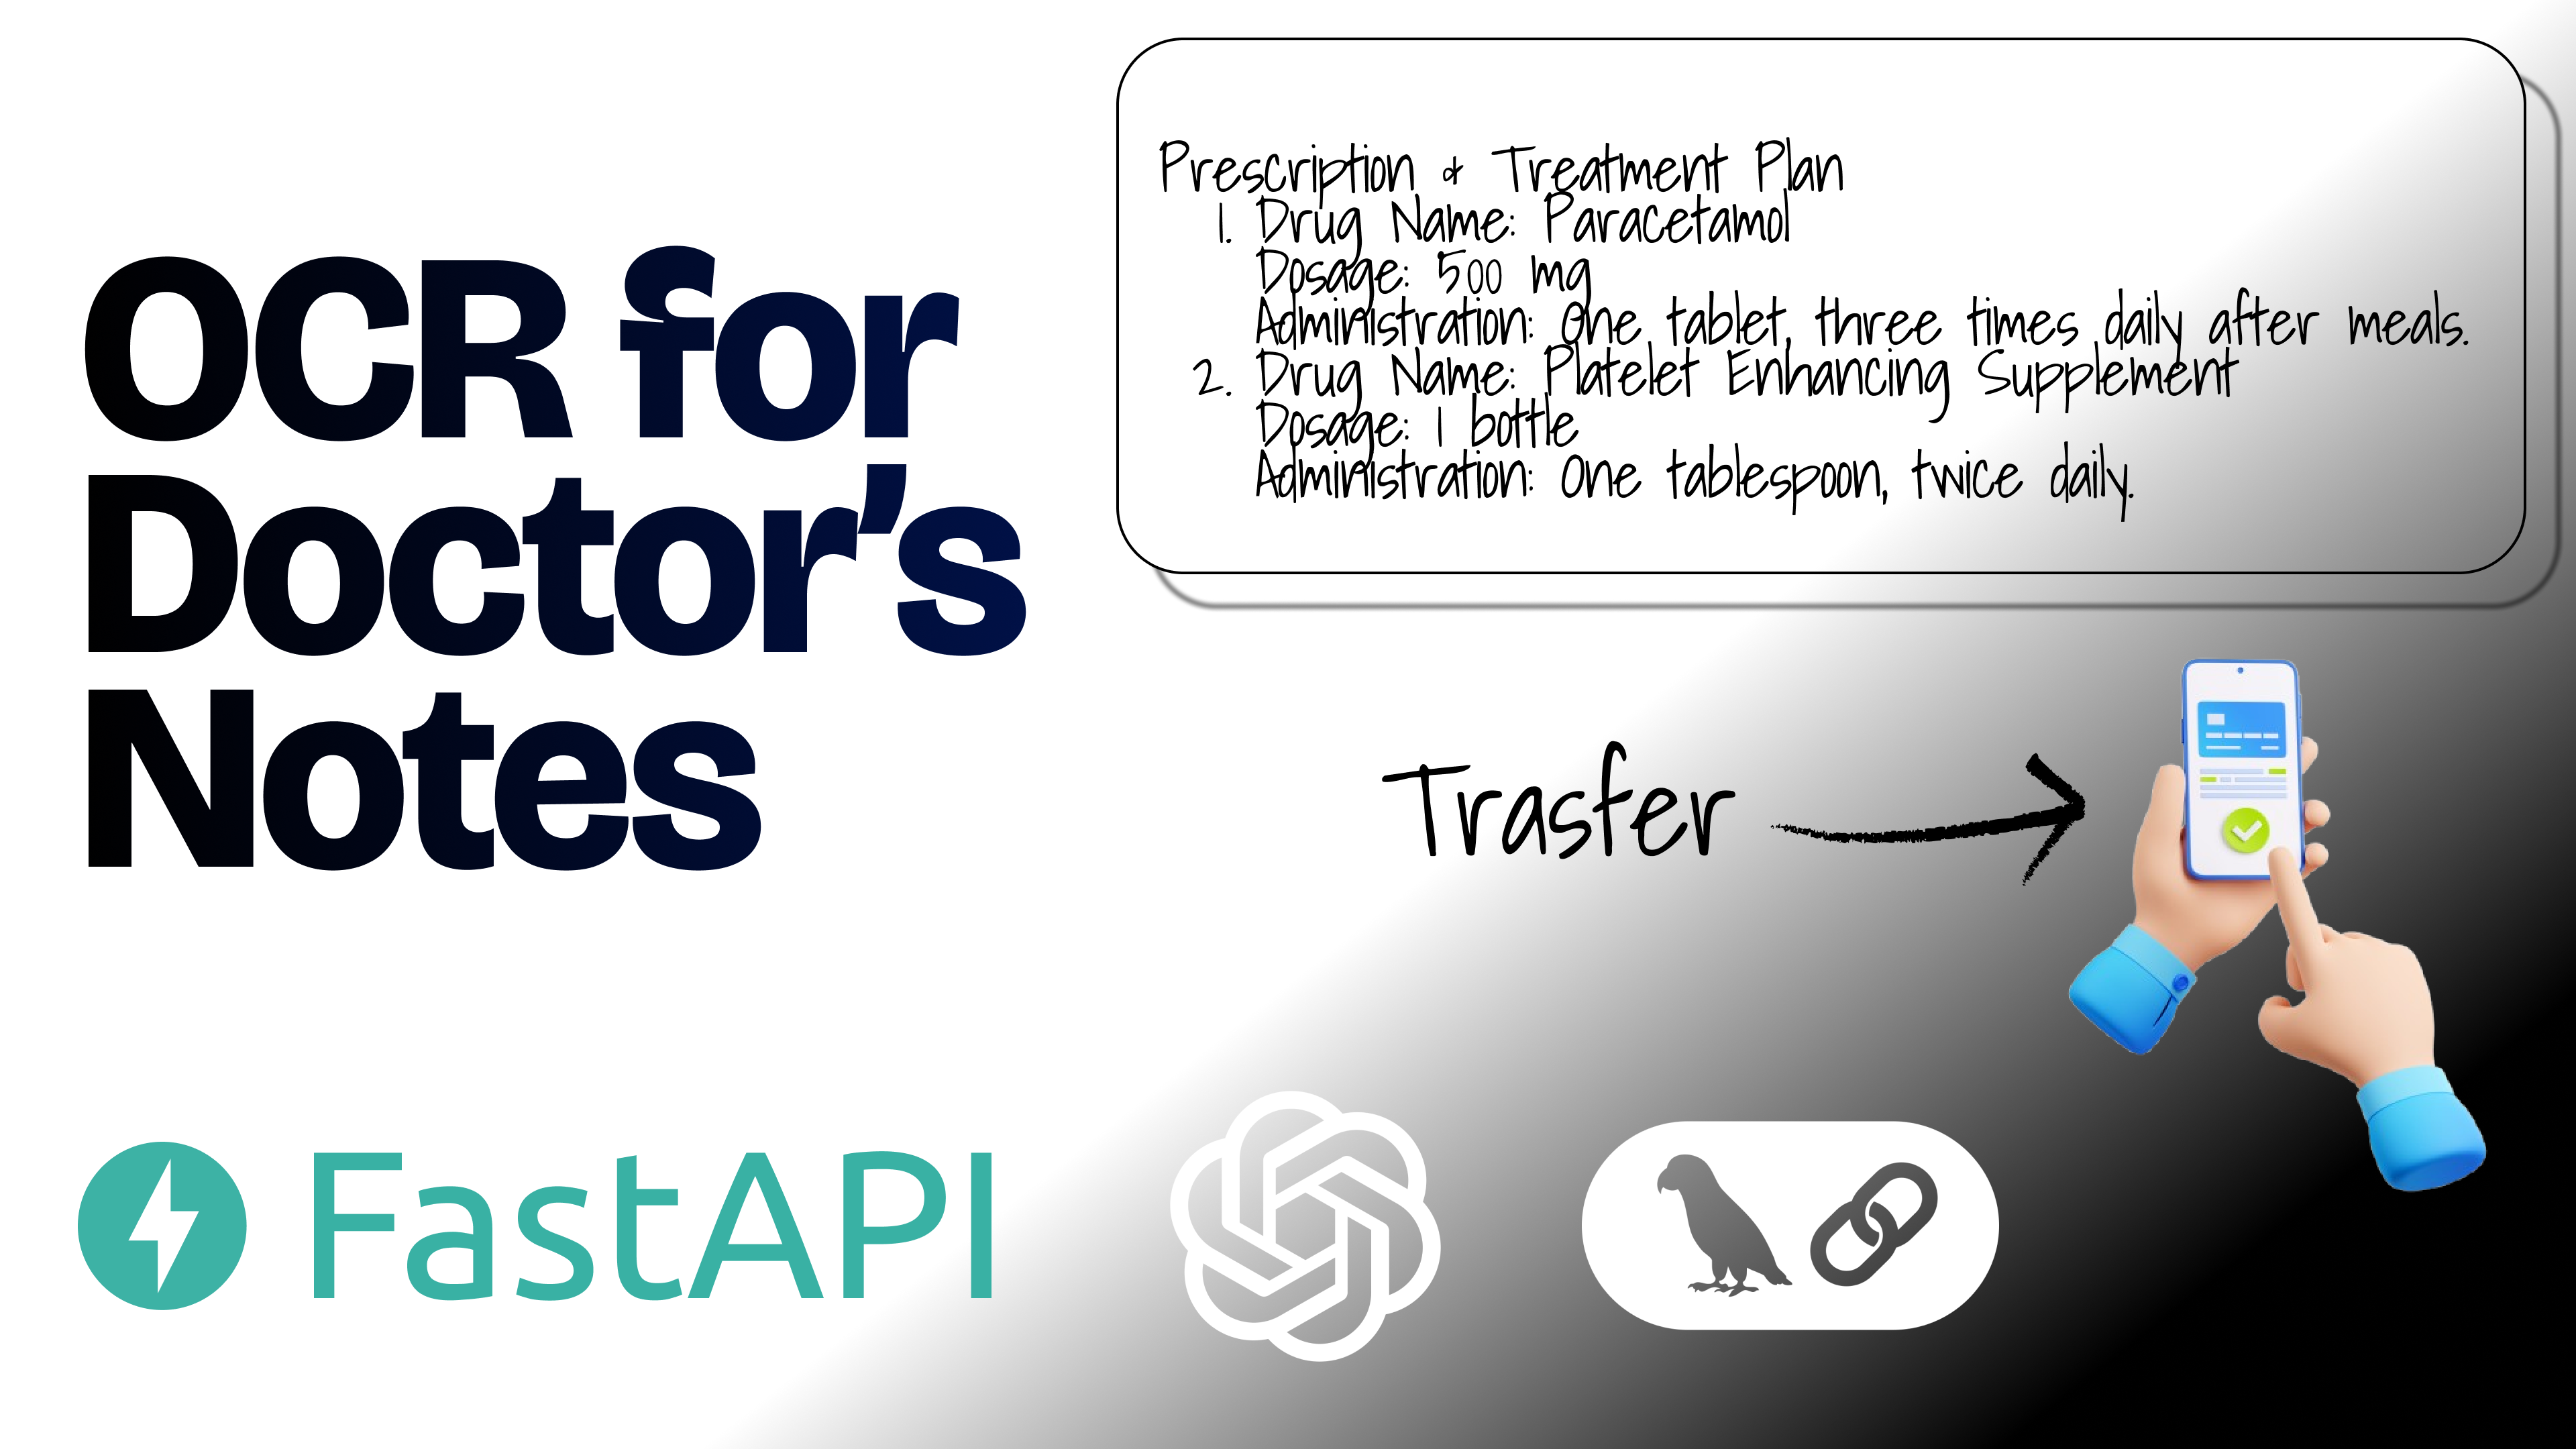 OCR for
Doctor's
Notes
Prescription & Treatment Plan
1. Drug Name: Paracetamol
Dosage: 500 mg
Administration: One tablet, three times daily after meals.
2. Drug Name: Platelet Enhancing Supplement
Dosage: 1 bottle
Administration: One tablespoon, twice daily.
Trasfer
FastAPI